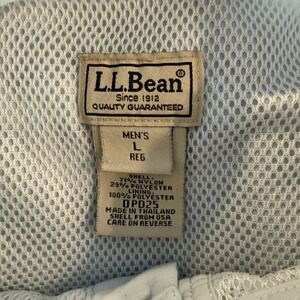 L.L.Bean®
Since 1912
QUALITY GUARANTEED
MEN'S
L
REG
SHELL:
71% NYLON
29% POLYESTER
LINING:
100% POLYESTER
0PD25
MADE IN THAILAND
SHELL FROM USA
CARE ON REVERSE